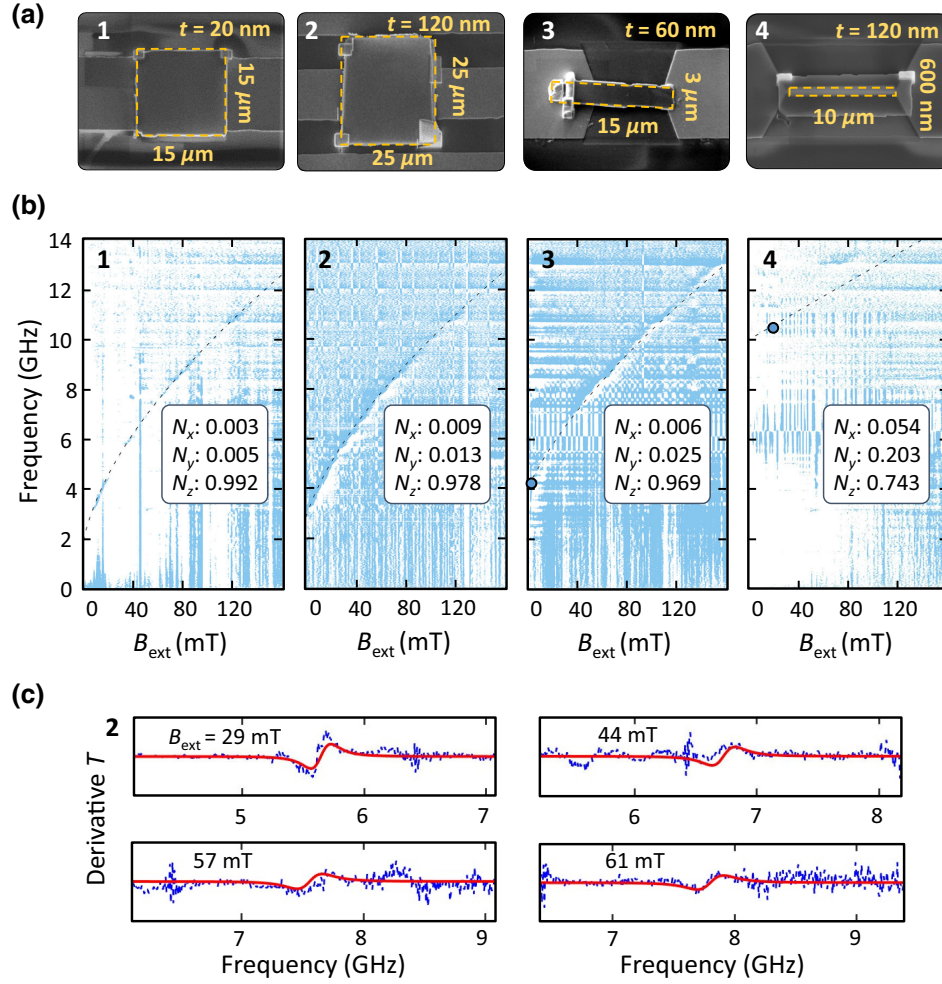 (a)
1
t = 20 nm
15 μm
15 μm
2
t = 120 nm
25 μm
25 μm
3
t = 60 nm
3 μm
15 μm
4
t = 120 nm
600 nm
10 μm
(b)
Frequency (GHz)
14
12
10
8
6
4
2
0
1
Nx: 0.003
Ny: 0.005
Nz: 0.992
0 40 80 120
Bext (mT)
2
Nx: 0.009
Ny: 0.013
Nz: 0.978
0 40 80 120
Bext (mT)
3
Nx: 0.006
Ny: 0.025
Nz: 0.969
0 40 80 120
Bext (mT)
4
Nx: 0.054
Ny: 0.203
Nz: 0.743
0 40 80 120
Bext (mT)
(c)
2
Derivative T
Bext = 29 mT
5 6 7
44 mT
6 7 8
57 mT
7 8 9
Frequency (GHz)
61 mT
7 8 9
Frequency (GHz)